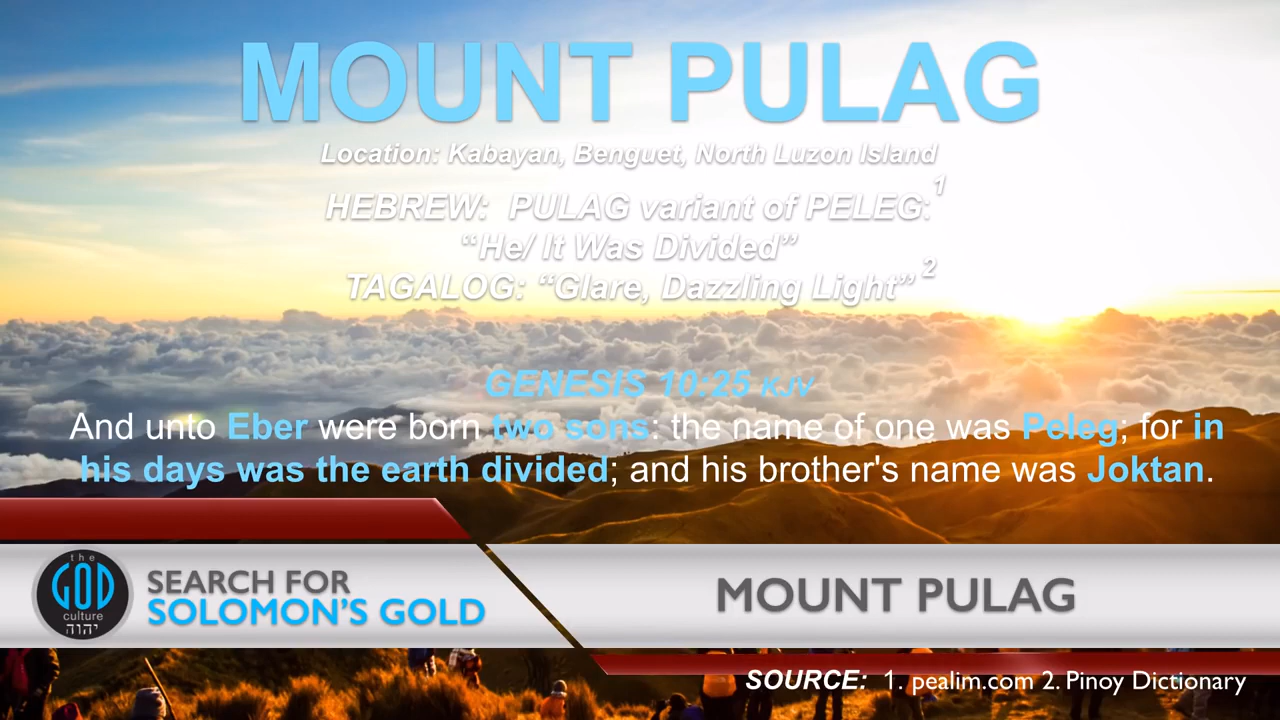 MOUNT PULAG
Location: Kabayan, Benguet, North Luzon Island
HEBREW: PULAG variant of PELEG:1
“He/ It Was Divided”
TAGALOG: “Glare, Dazzling Light” 2
GENESIS 10:25 KJV
And unto Eber were born two sons: the name of one was Peleg; for in
his days was the earth divided; and his brother's name was Joktan.
the
GOD
culture
יהוה
SEARCH FOR
SOLOMON’S GOLD
MOUNT PULAG
SOURCE: 1. pealim.com 2. Pinoy Dictionary